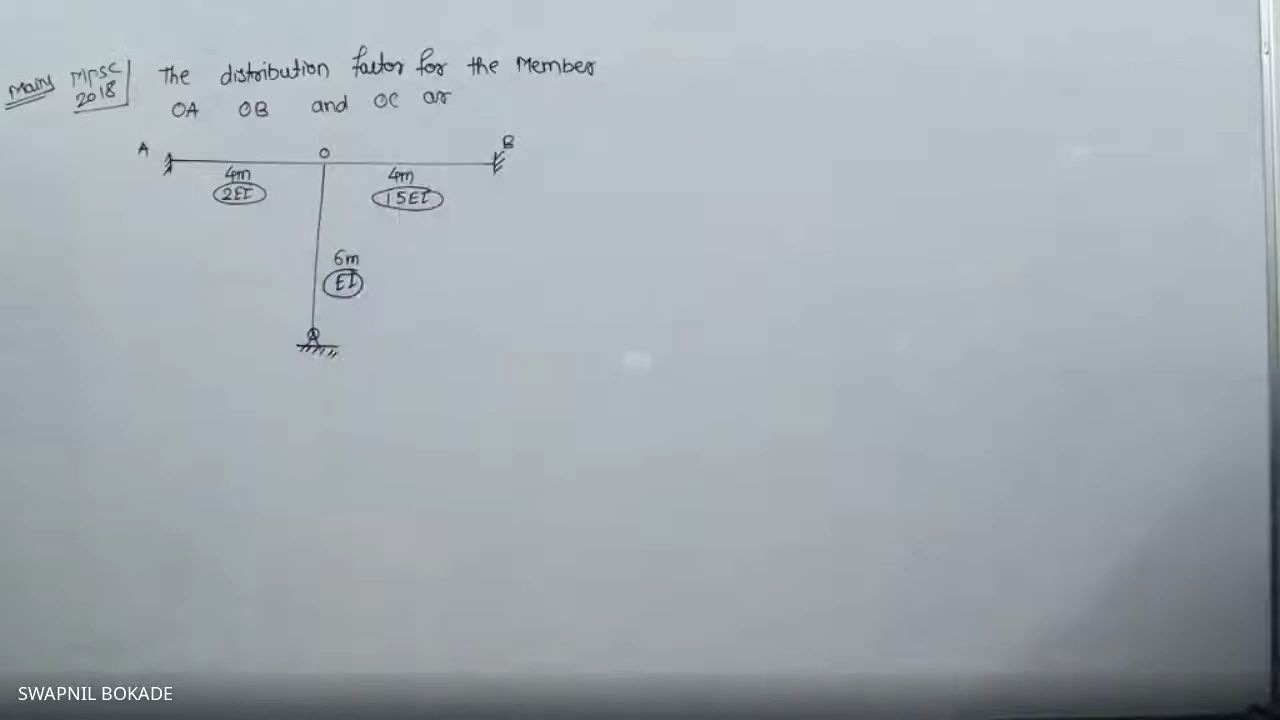 Mains MPSC 2018 The distribution factor for the Member
OA OB and OC ar
A O B
4m 4m
2EI 1.5EI
6m
EI
SWAPNIL BOKADE